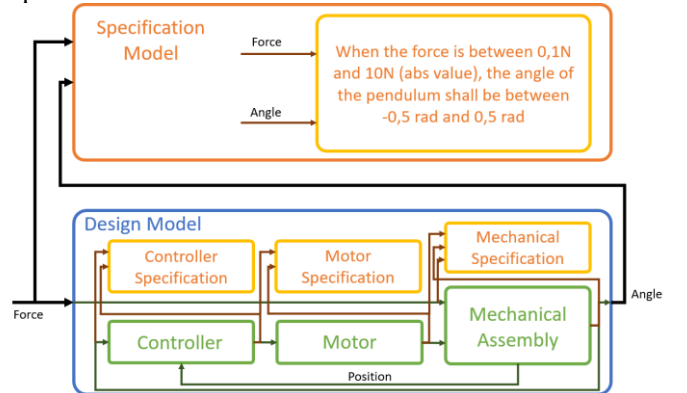 Specification
Model
Force
Angle
When the force is between 0,1N
and 10N (abs value), the angle of
the pendulum shall be between
-0,5 rad and 0,5 rad
Design Model
Controller
Specification
Motor
Specification
Mechanical
Specification
Force
Angle
Controller
Motor
Mechanical
Assembly
Position